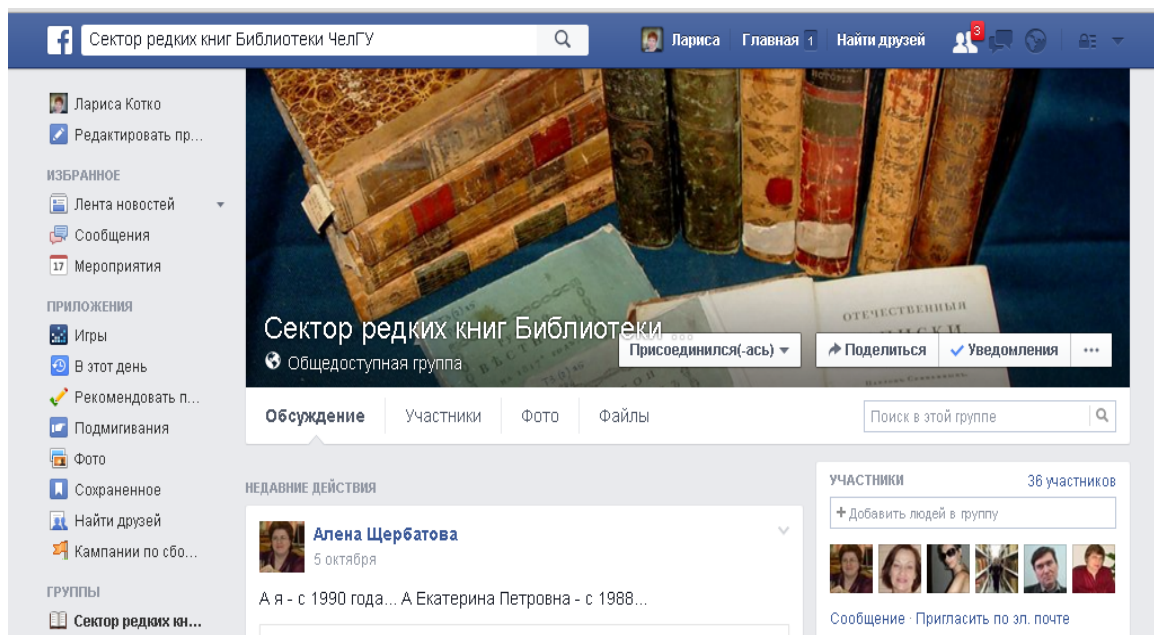 Сектор редких книг Библиотеки ЧелГУ
Лариса Главная 1 Найти друзей 3
Лариса Котко
Редактировать пр...
ИЗБРАННОЕ
Лента новостей
Сообщения
17 Мероприятия
ПРИЛОЖЕНИЯ
Игры
В этот день
Рекомендовать п...
Подмигивания
Фото
Сохраненное
Найти друзей
Кампании по сбо...
ГРУППЫ
Сектор редких кн...
ИСТОРІЯ
ОТЕЧЕСТВЕННЫЯ
Сектор редких книг Библиотеки ...
Общедоступная группа
Присоединился(-ась)
Поделиться
Уведомления
...
Обсуждение Участники Фото Файлы
Поиск в этой группе
НЕДАВНИЕ ДЕЙСТВИЯ
Алена Щербатова
5 октября
А я - с 1990 года... А Екатерина Петровна - с 1988...
УЧАСТНИКИ 36 участников
+ Добавить людей в группу
Сообщение · Пригласить по эл. почте